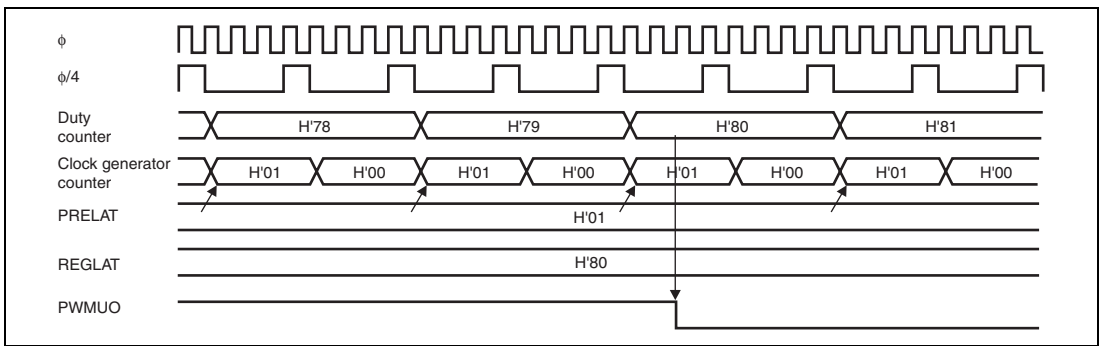 ϕ
ϕ/4
Duty
counter
H'78 H'79 H'80 H'81
Clock generator
counter
H'01 H'00 H'01 H'00 H'01 H'00 H'01 H'00
PRELAT
H'01
REGLAT
H'80
PWMUO